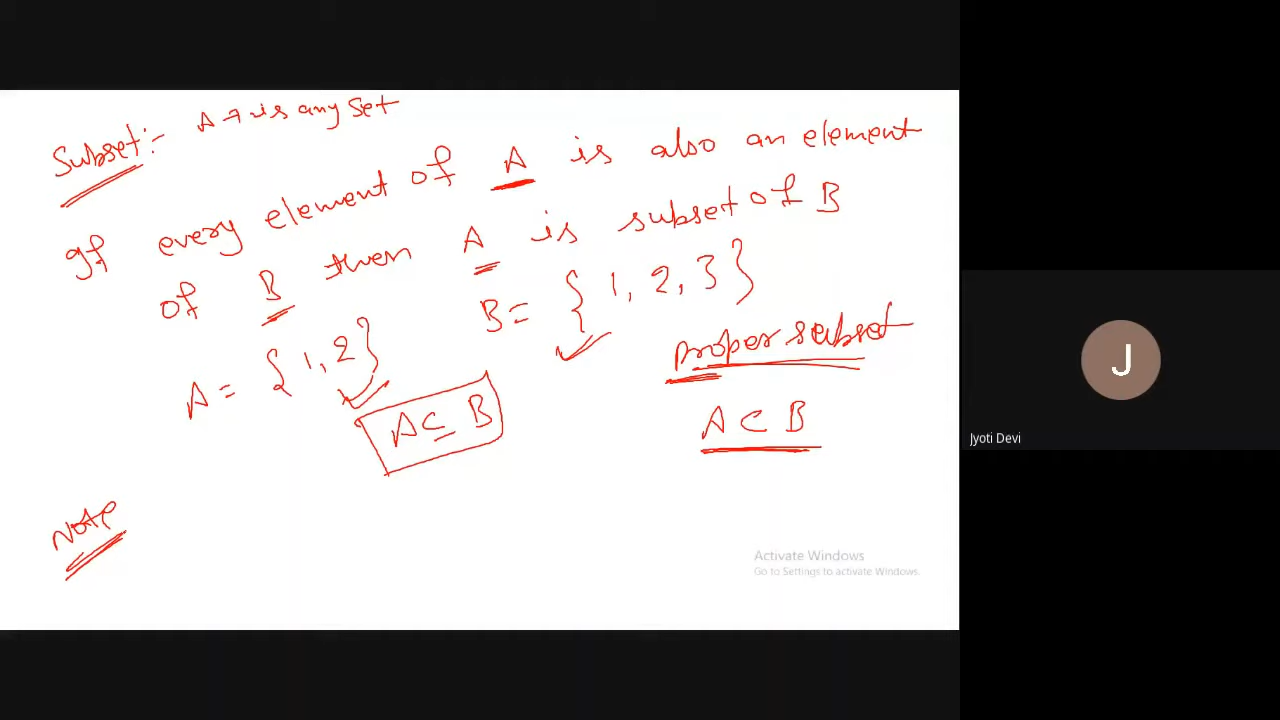 Subset:- A → is any set
If every element of A is also an element
of B then A is subset of B
A = { 1, 2 } B = { 1, 2, 3 }
A ⊆ B
Proper subset
A ⊂ B
Note
Jyoti Devi
J
Activate Windows
Go to Settings to activate Windows.